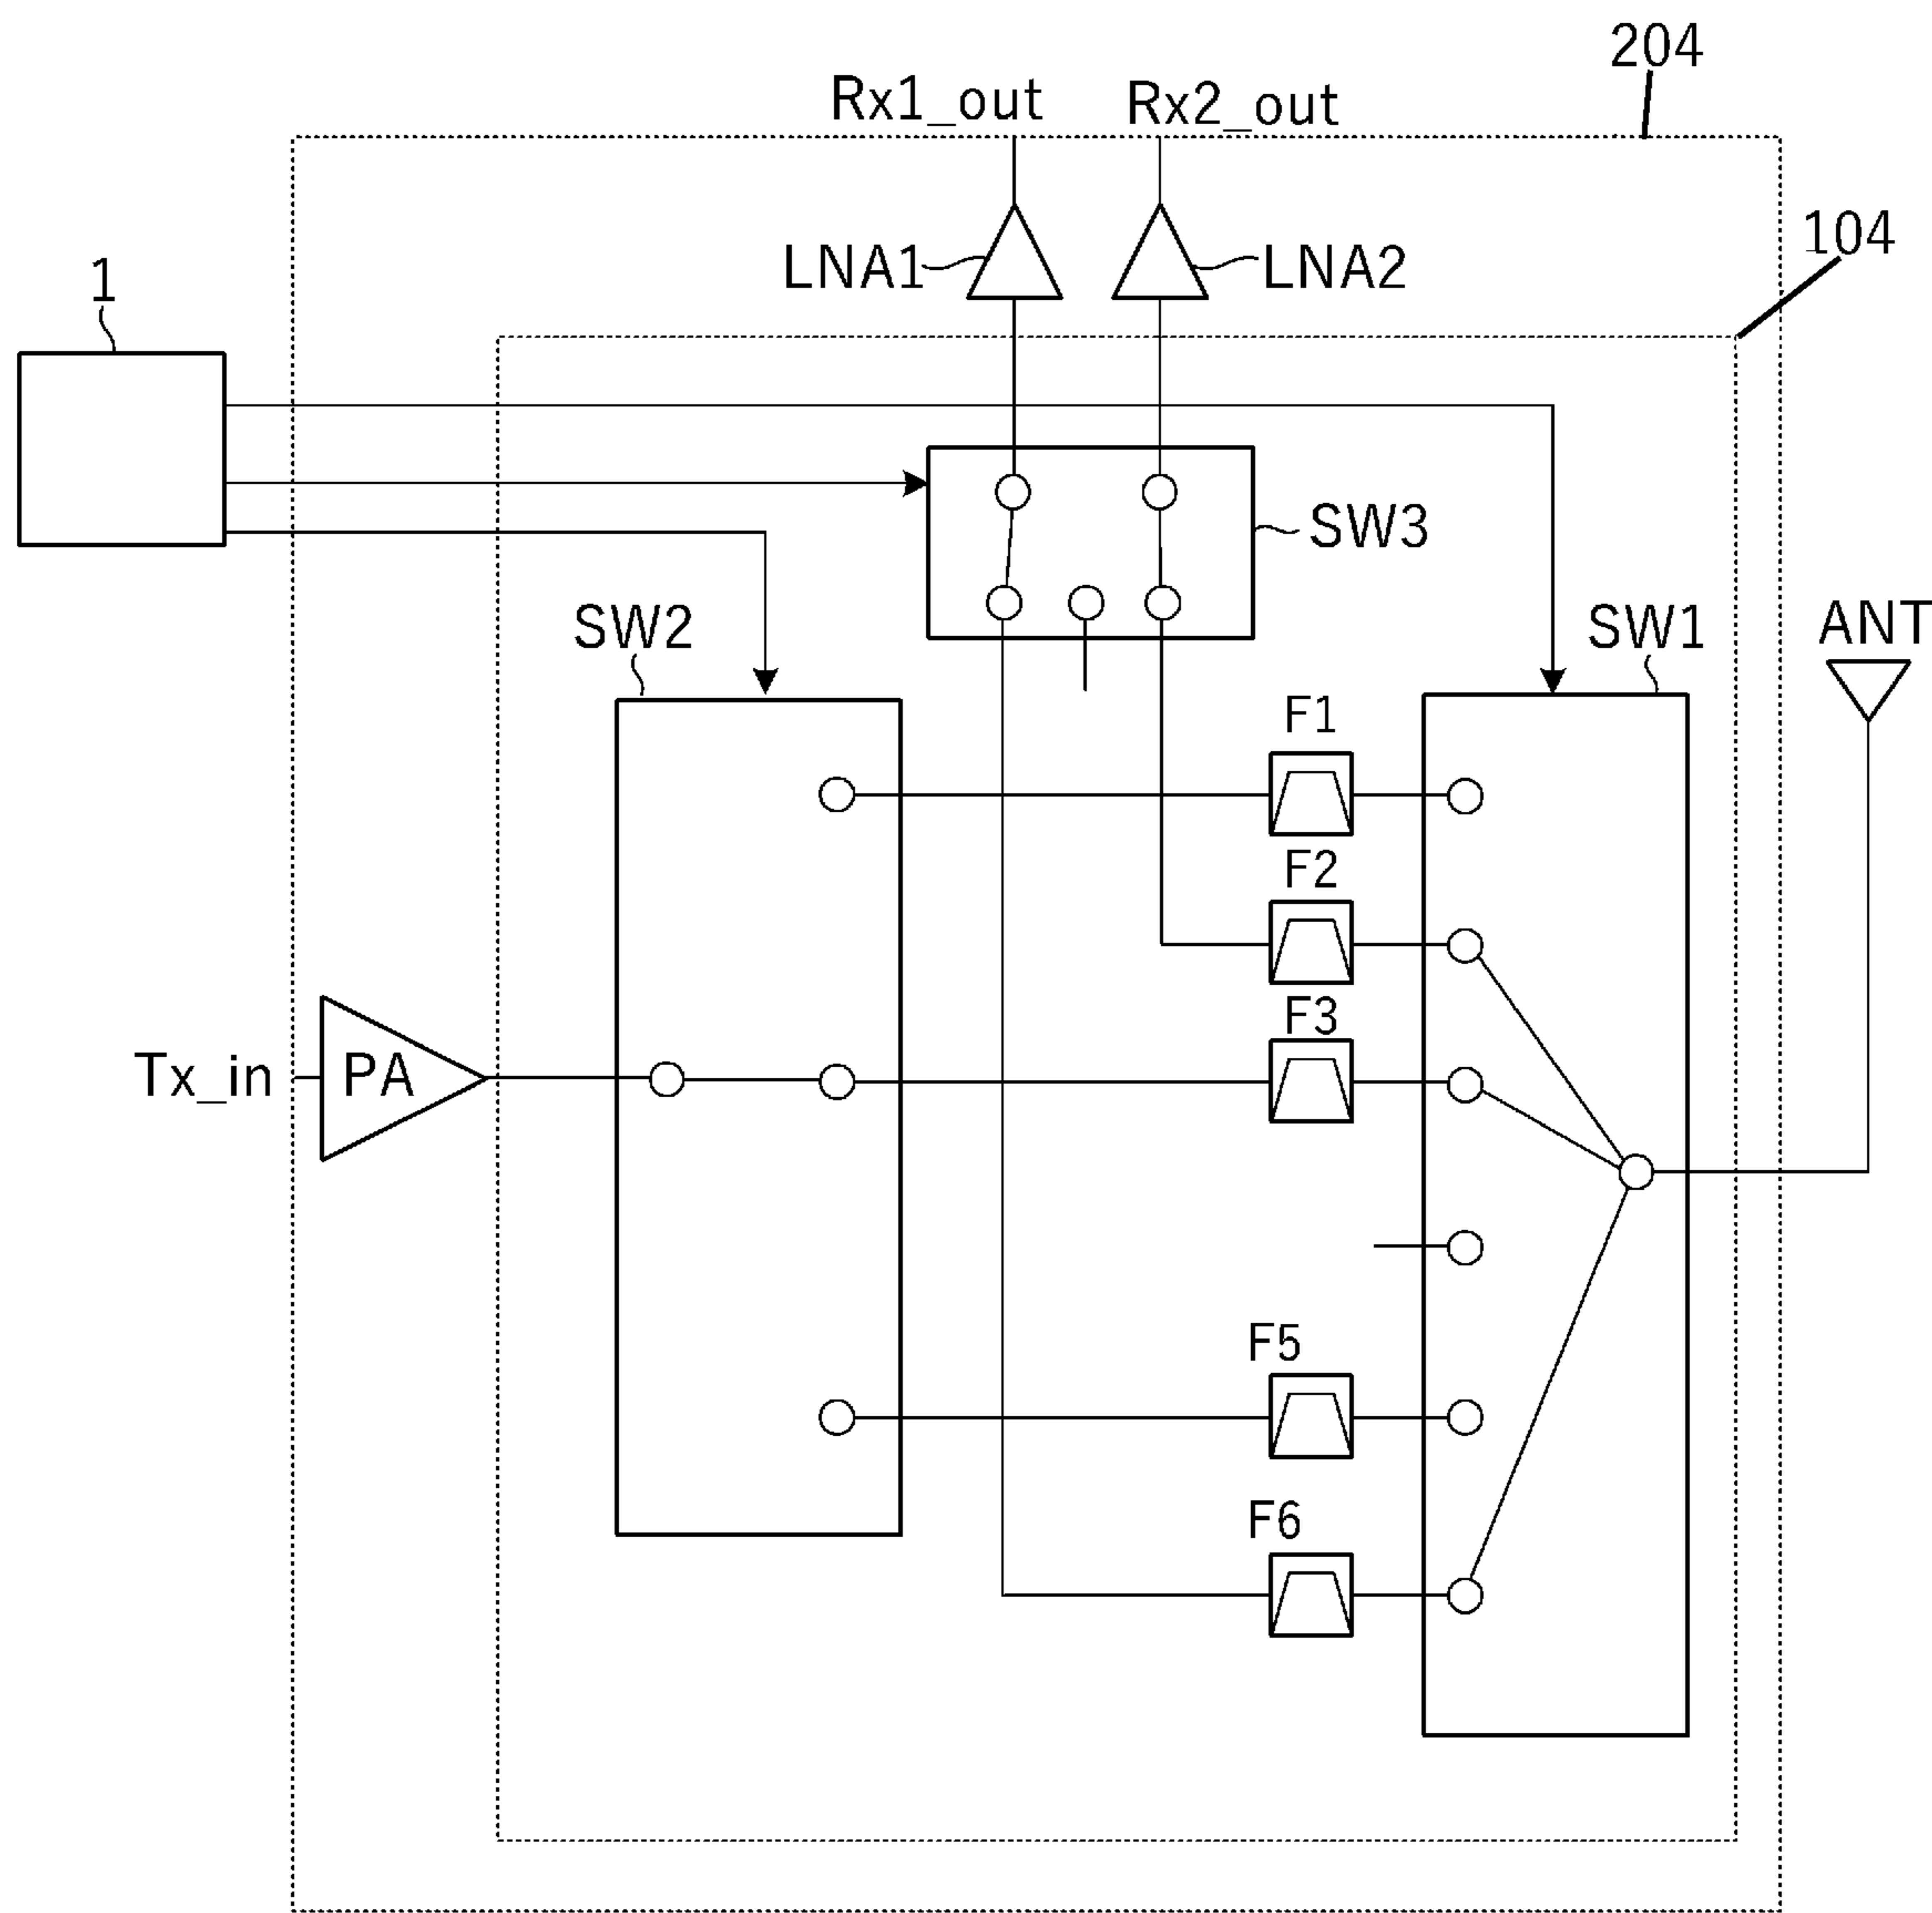 204
Rx1_out Rx2_out
104
LNA1 LNA2
1
SW3
SW2 SW1 ANT
F1
F2
F3
Tx_in PA
F5
F6